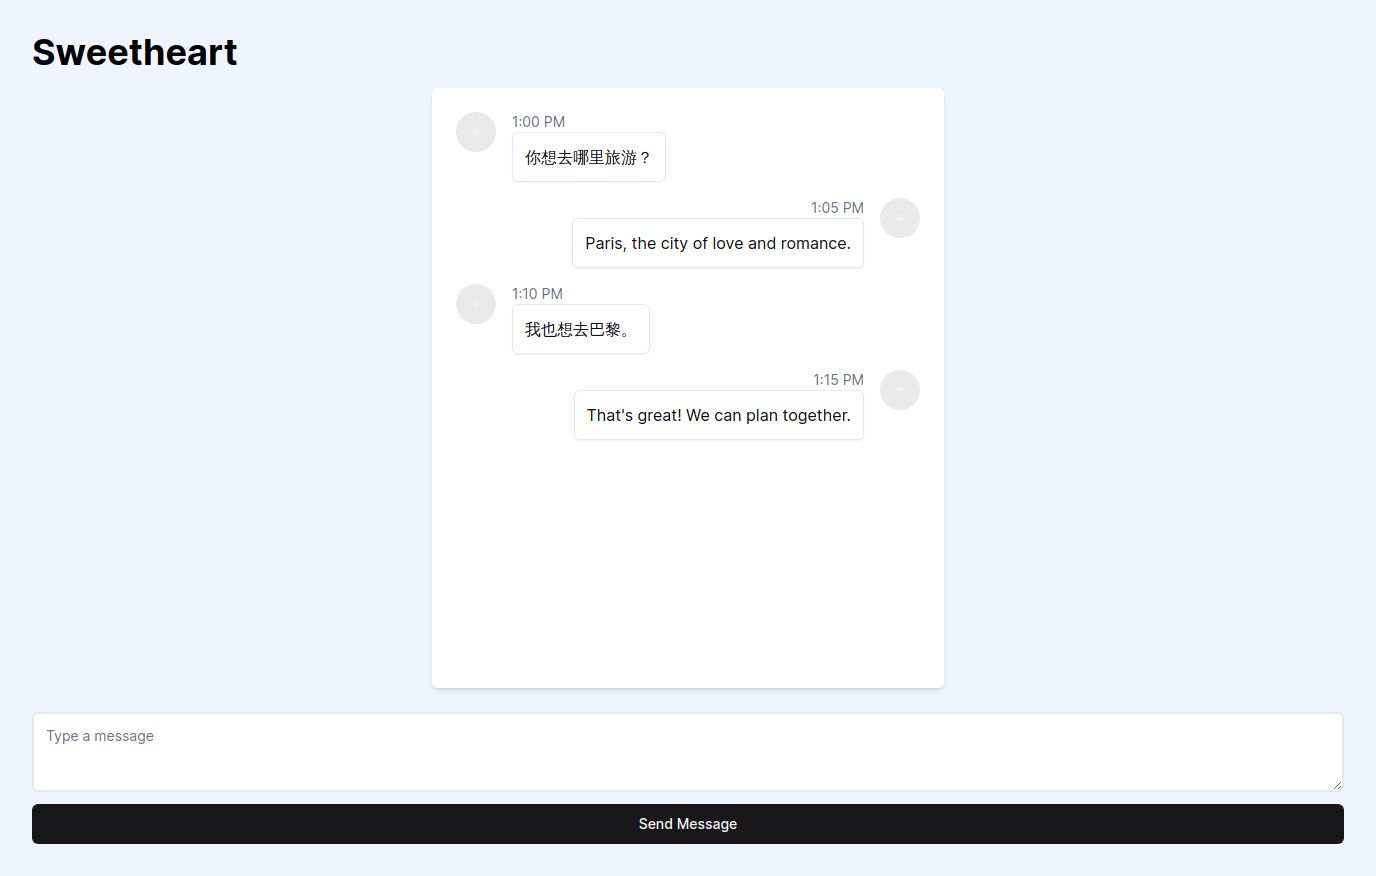 Sweetheart
1:00 PM
你想去哪里旅游？
1:05 PM
Paris, the city of love and romance.
1:10 PM
我也想去巴黎。
1:15 PM
That's great! We can plan together.
Type a message
Send Message